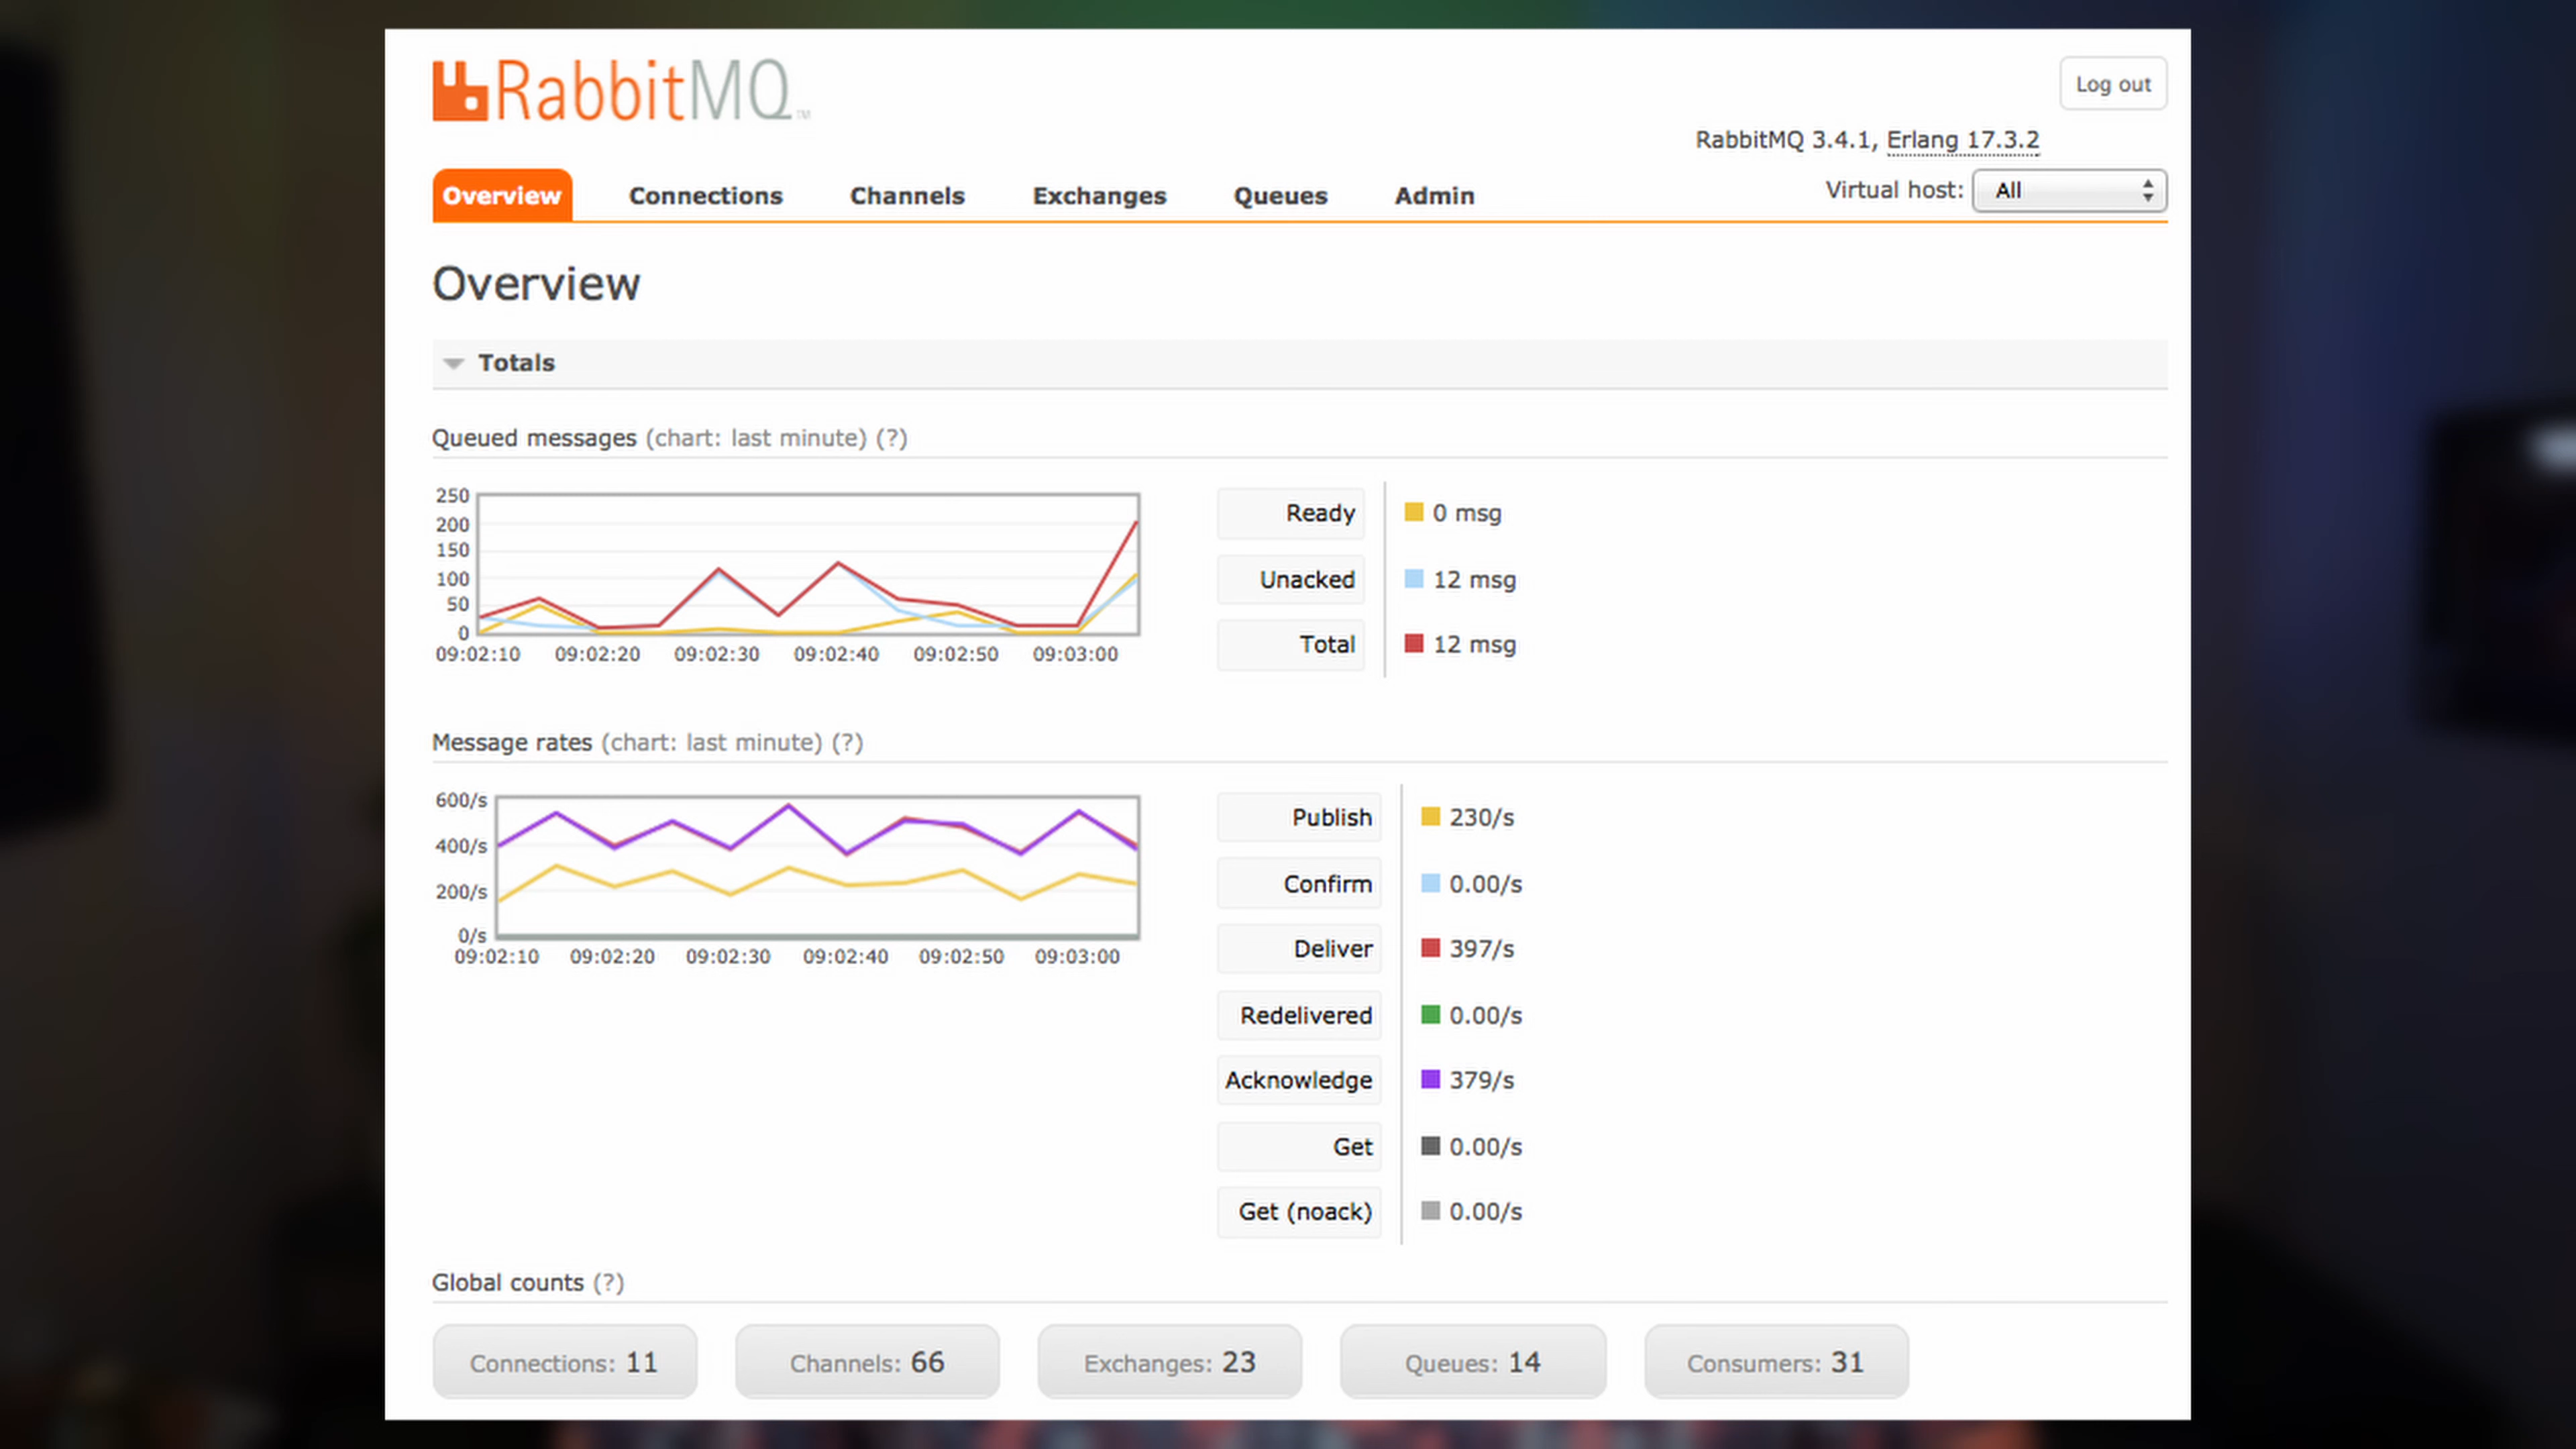 RabbitMQ™
Log out
RabbitMQ 3.4.1, Erlang 17.3.2
Overview Connections Channels Exchanges Queues Admin
Virtual host: All
Overview
Totals
Queued messages (chart: last minute) (?)
250
200
150
100
50
0
09:02:10 09:02:20 09:02:30 09:02:40 09:02:50 09:03:00
Ready 0 msg
Unacked 12 msg
Total 12 msg
Message rates (chart: last minute) (?)
600/s
400/s
200/s
0/s
09:02:10 09:02:20 09:02:30 09:02:40 09:02:50 09:03:00
Publish 230/s
Confirm 0.00/s
Deliver 397/s
Redelivered 0.00/s
Acknowledge 379/s
Get 0.00/s
Get (noack) 0.00/s
Global counts (?)
Connections: 11 Channels: 66 Exchanges: 23 Queues: 14 Consumers: 31